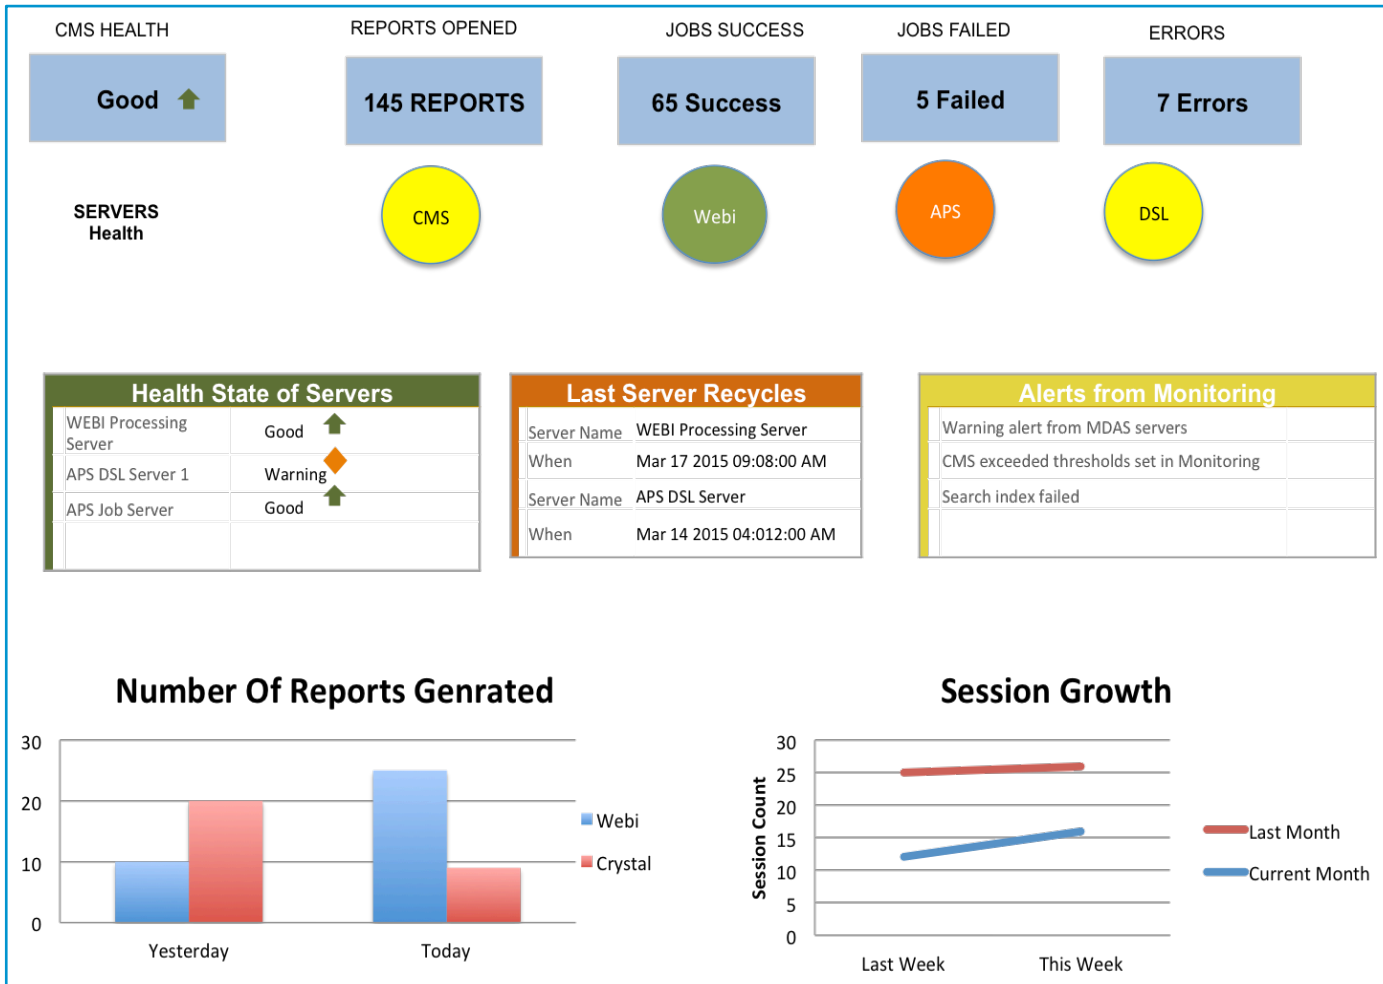 CMS HEALTH
REPORTS OPENED
JOBS SUCCESS
JOBS FAILED
ERRORS
Good
145 REPORTS
65 Success
5 Failed
7 Errors
SERVERS
Health
CMS
Webi
APS
DSL
Health State of Servers
WEBI Processing
Server
Good
APS DSL Server 1
Warning
APS Job Server
Good
Last Server Recycles
Server Name WEBI Processing Server
When Mar 17 2015 09:08:00 AM
Server Name APS DSL Server
When Mar 14 2015 04:012:00 AM
Alerts from Monitoring
Warning alert from MDAS servers
CMS exceeded thresholds set in Monitoring
Search index failed
Number Of Reports Genrated
30
20
10
0
Yesterday
Today
Webi
Crystal
Session Growth
Session Count
30
25
20
15
10
5
0
Last Week
This Week
Last Month
Current Month